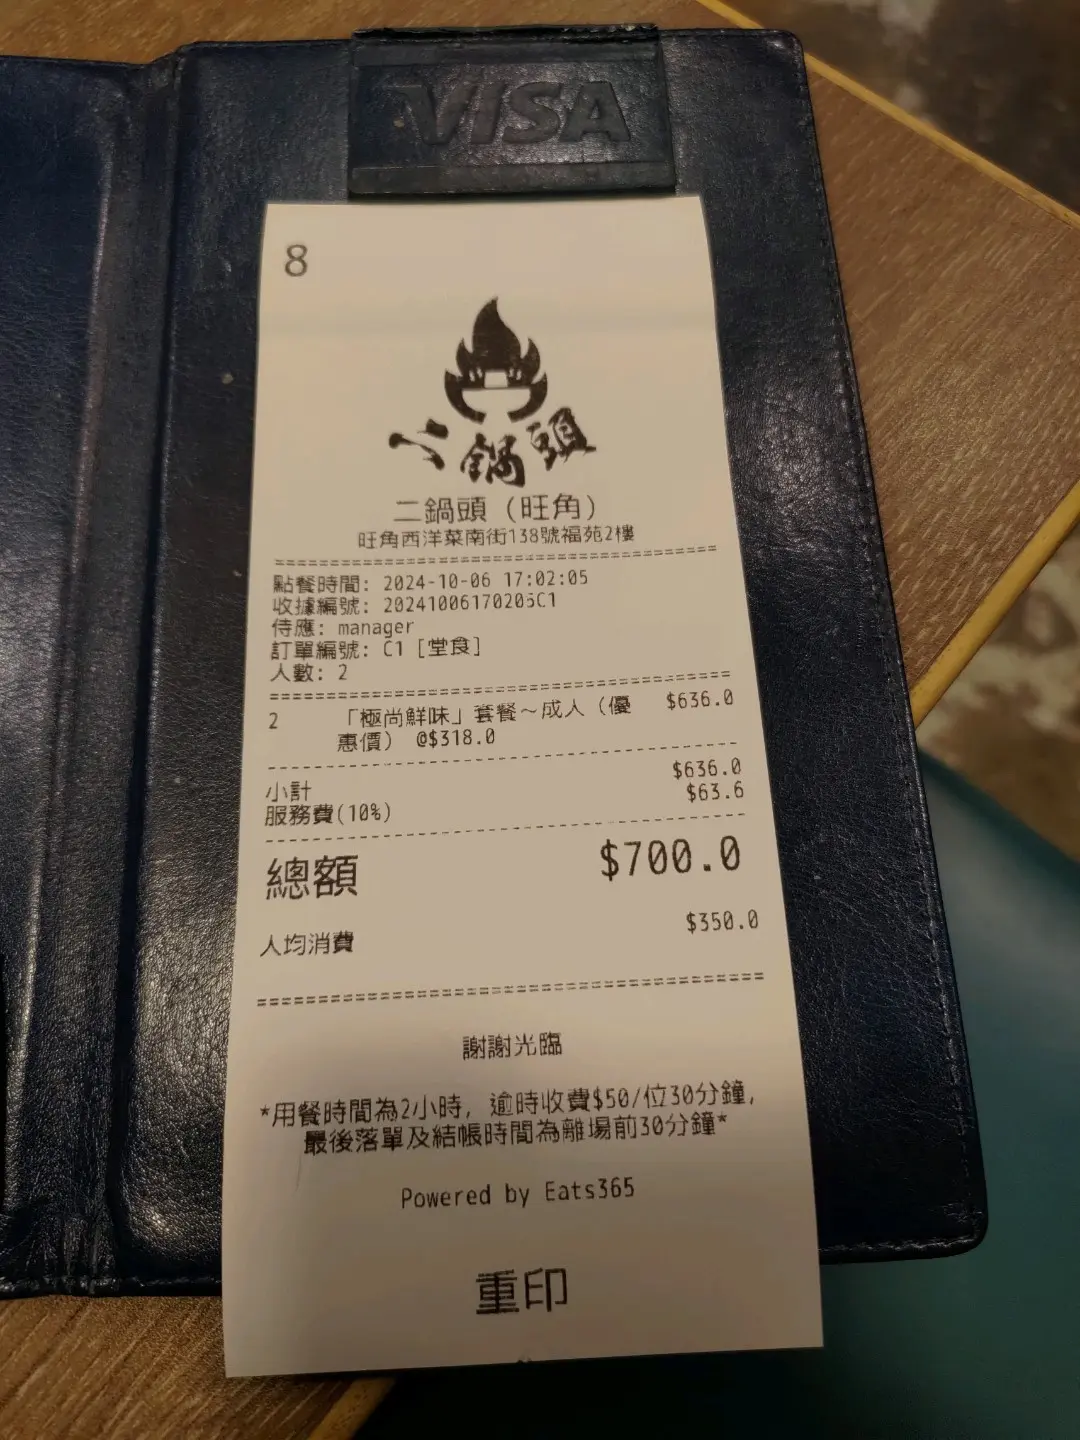 VISA
8
二鍋頭
二鍋頭 (旺角)
旺角西洋菜南街138號福苑2樓
點餐時間: 2024-10-06 17:02:05
收據編號: 20241006170205C1
侍應: manager
訂單編號: C1 [堂食]
人數: 2
2 「極尚鮮味」套餐~成人 (優 $636.0
惠價) @$318.0
小計 $636.0
服務費(10%) $63.6
總額 $700.0
人均消費 $350.0
謝謝光臨
*用餐時間為2小時, 逾時收費$50/位30分鐘,
最後落單及結帳時間為離場前30分鐘*
Powered by Eats365
重印